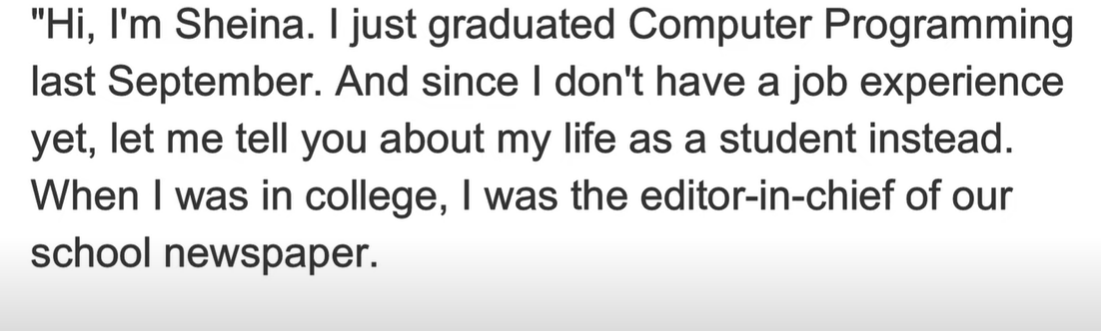 "Hi, I'm Sheina. I just graduated Computer Programming
last September. And since I don't have a job experience
yet, let me tell you about my life as a student instead.
When I was in college, I was the editor-in-chief of our
school newspaper.